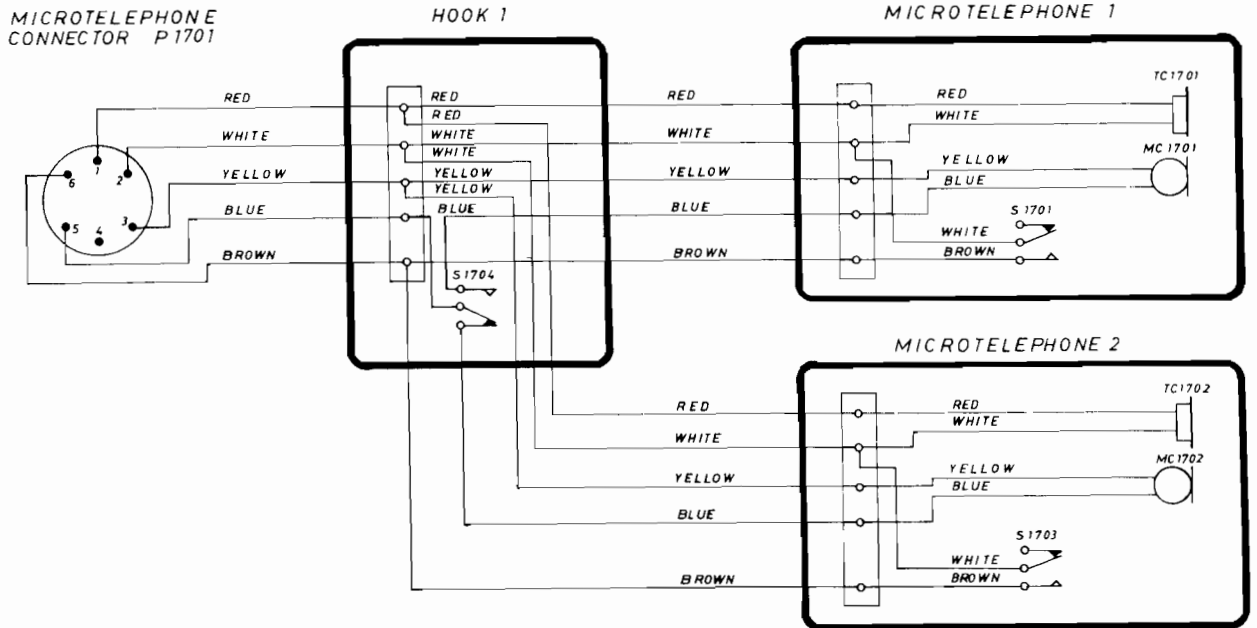 MICROTELEPHONE
CONNECTOR P1701
HOOK 1
MICROTELEPHONE 1
RED
WHITE
YELLOW
BLUE
BROWN
1
2
3
4
5
6
RED
RED
WHITE
WHITE
YELLOW
YELLOW
BLUE
S1704
RED
WHITE
YELLOW
BLUE
BROWN
TC1701
RED
WHITE
MC1701
YELLOW
BLUE
S1701
WHITE
BROWN
MICROTELEPHONE 2
RED
WHITE
YELLOW
BLUE
BROWN
TC1702
RED
WHITE
MC1702
YELLOW
BLUE
S1703
WHITE
BROWN